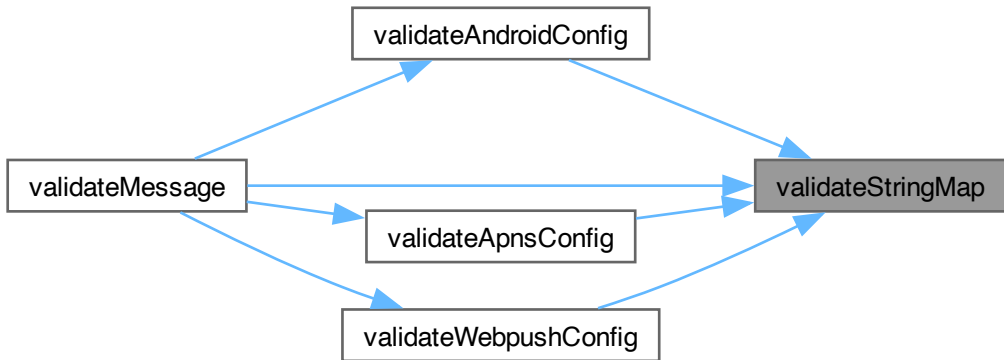 validateAndroidConfig
validateMessage
validateStringMap
validateApnsConfig
validateWebpushConfig